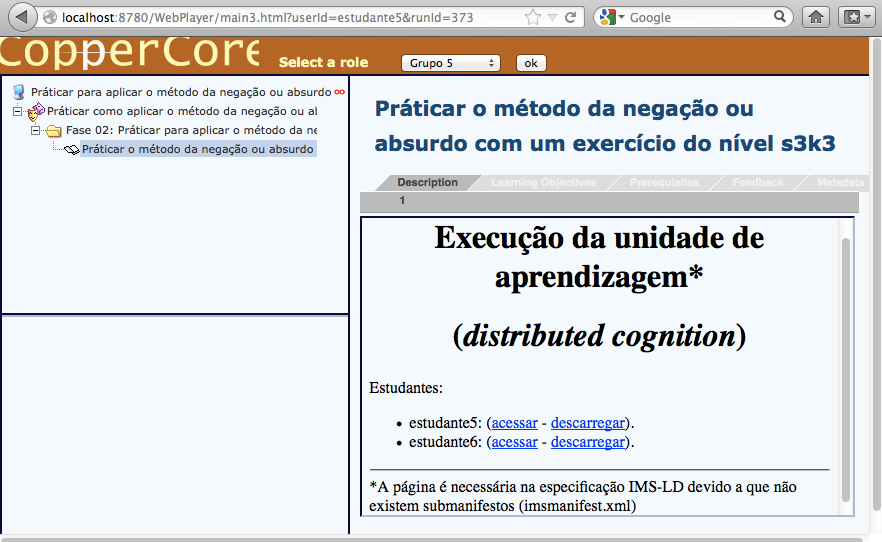 localhost:8780/WebPlayer/main3.html?userId=estudante5&runId=373
Google
CopperCore
Select a role
Grupo 5
ok
Práticar para aplicar o método da negação ou absurdo
Práticar como aplicar o método da negação ou al
Fase 02: Práticar para aplicar o método da ne
Práticar o método da negação ou absurdo
Práticar o método da negação ou
absurdo com um exercício do nível s3k3
Description Learning Objectives Prerequisites Feedback Metadata
1
Execução da unidade de
aprendizagem*
(distributed cognition)
Estudantes:
• estudante5: (acessar - descarregar).
• estudante6: (acessar - descarregar).
*A página é necessária na especificação IMS-LD devido a que não
existem submanifestos (imsmanifest.xml)